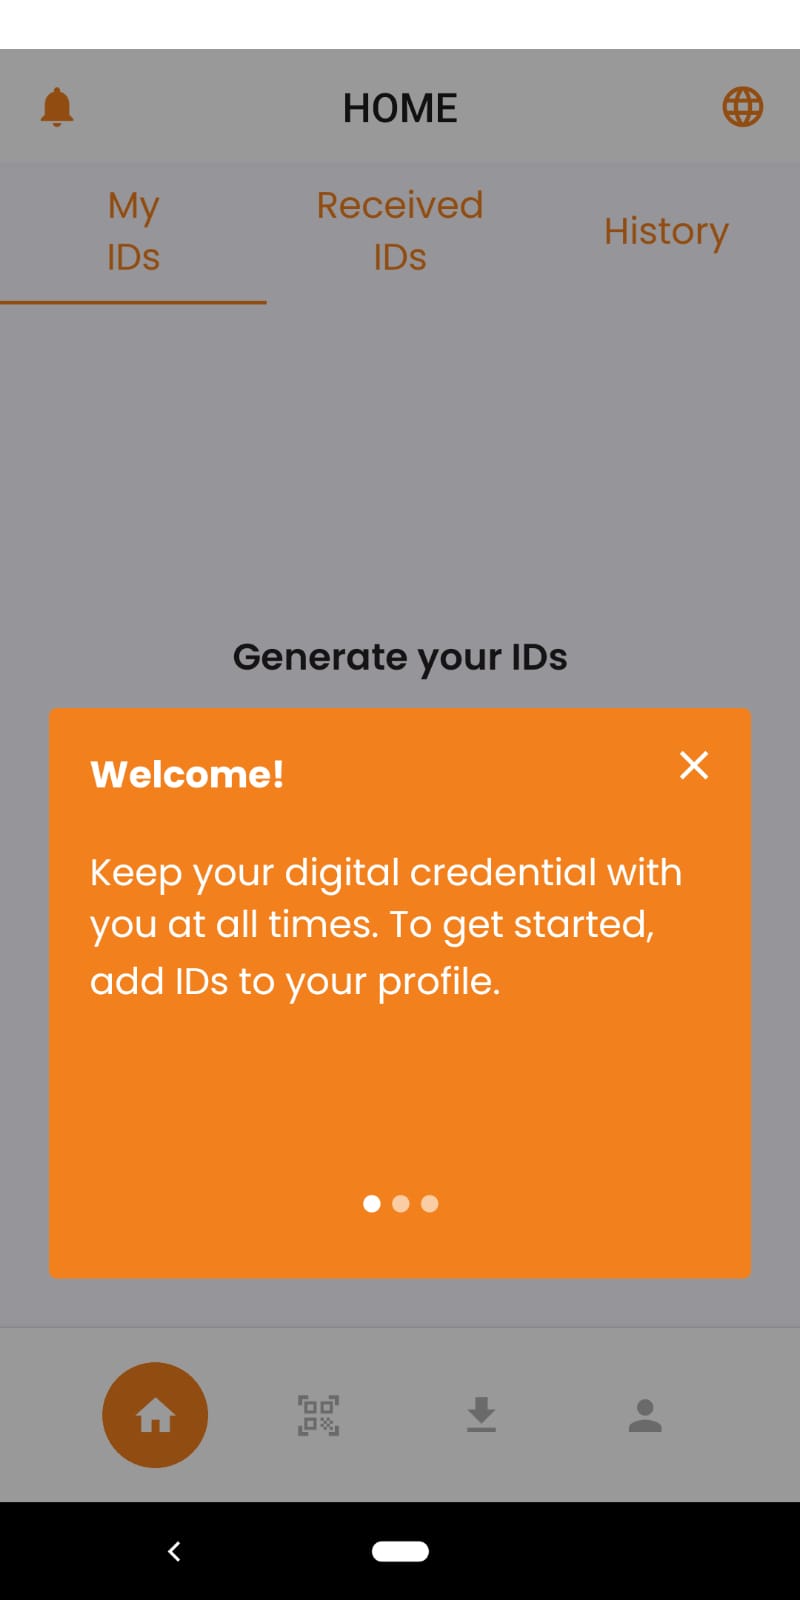 HOME
My
IDs
Received
IDs
History
Generate your IDs
Welcome!
Keep your digital credential with
you at all times. To get started,
add IDs to your profile.